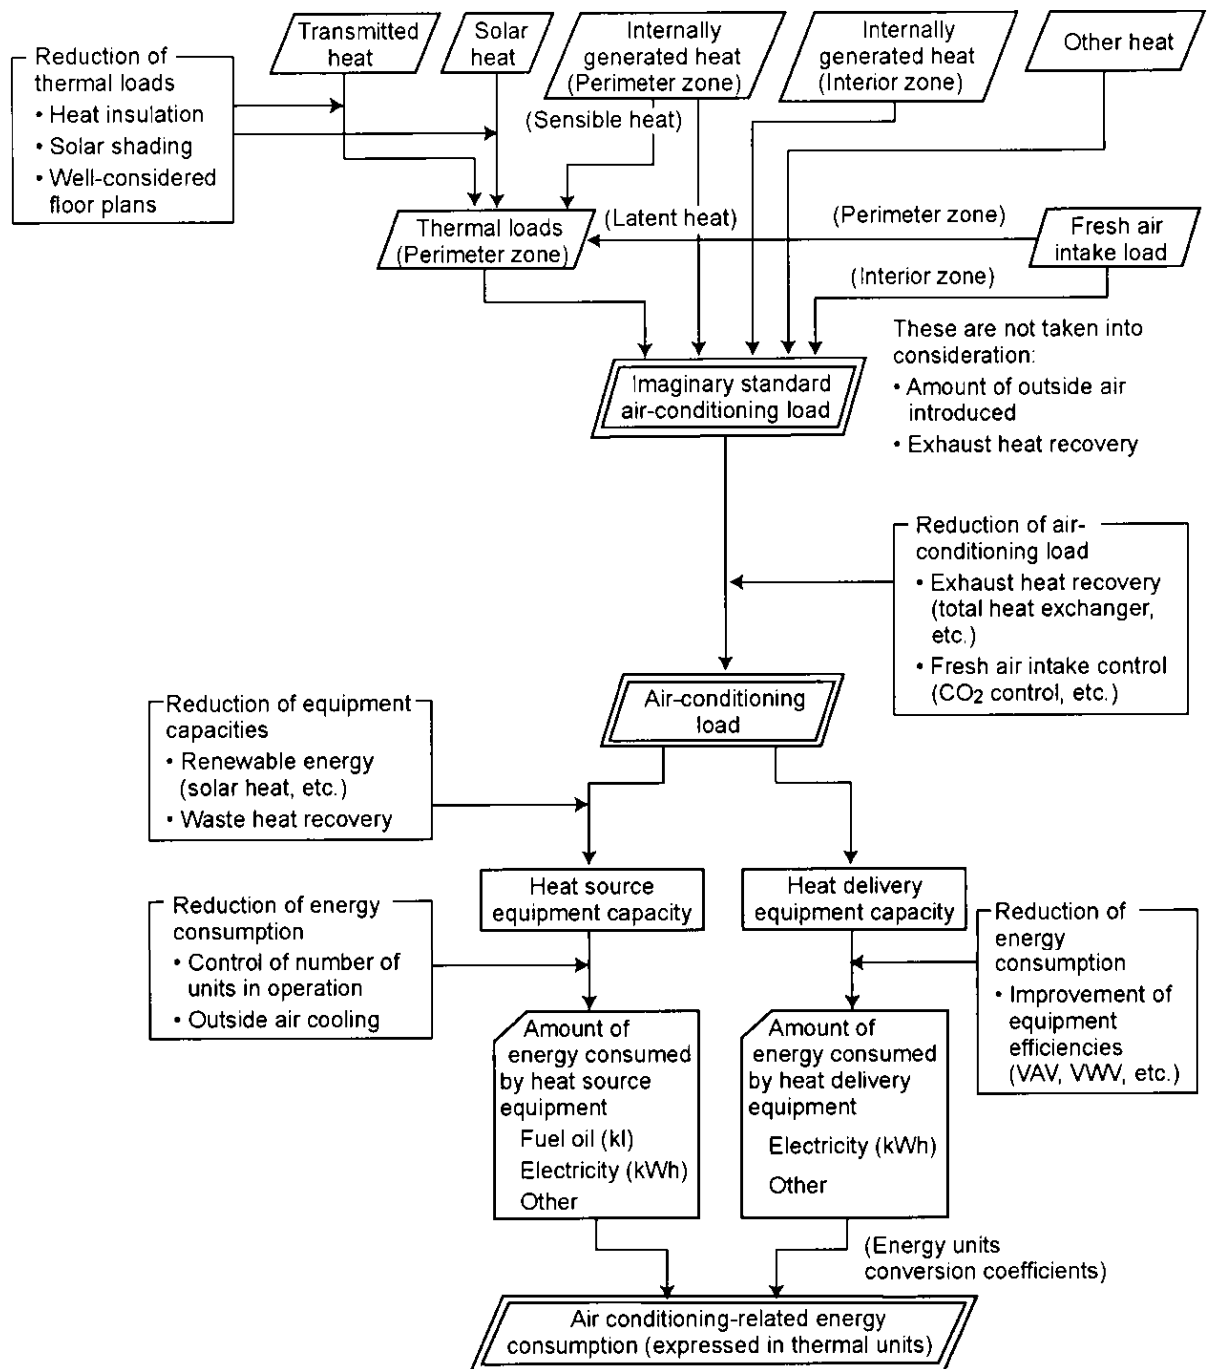 Transmitted
heat
Solar
heat
Internally
generated heat
(Perimeter zone)
Internally
generated heat
(Interior zone)
Other heat
Reduction of
thermal loads
• Heat insulation
• Solar shading
• Well-considered
floor plans
(Sensible heat)
Thermal loads
(Perimeter zone)
(Latent heat)
(Perimeter zone)
Fresh air
intake load
(Interior zone)
These are not taken into
consideration:
• Amount of outside air
introduced
• Exhaust heat recovery
Imaginary standard
air-conditioning load
Reduction of air-
conditioning load
• Exhaust heat recovery
(total heat exchanger,
etc.)
• Fresh air intake control
(CO2 control, etc.)
Air-conditioning
load
Reduction of equipment
capacities
• Renewable energy
(solar heat, etc.)
• Waste heat recovery
Heat source
equipment capacity
Heat delivery
equipment capacity
Reduction of energy
consumption
• Control of number of
units in operation
• Outside air cooling
Reduction of
energy
consumption
• Improvement of
equipment
efficiencies
(VAV, VWV, etc.)
Amount of
energy consumed
by heat source
equipment
Fuel oil (kl)
Electricity (kWh)
Other
Amount of
energy consumed
by heat delivery
equipment
Electricity (kWh)
Other
(Energy units
conversion coefficients)
Air conditioning-related energy
consumption (expressed in thermal units)